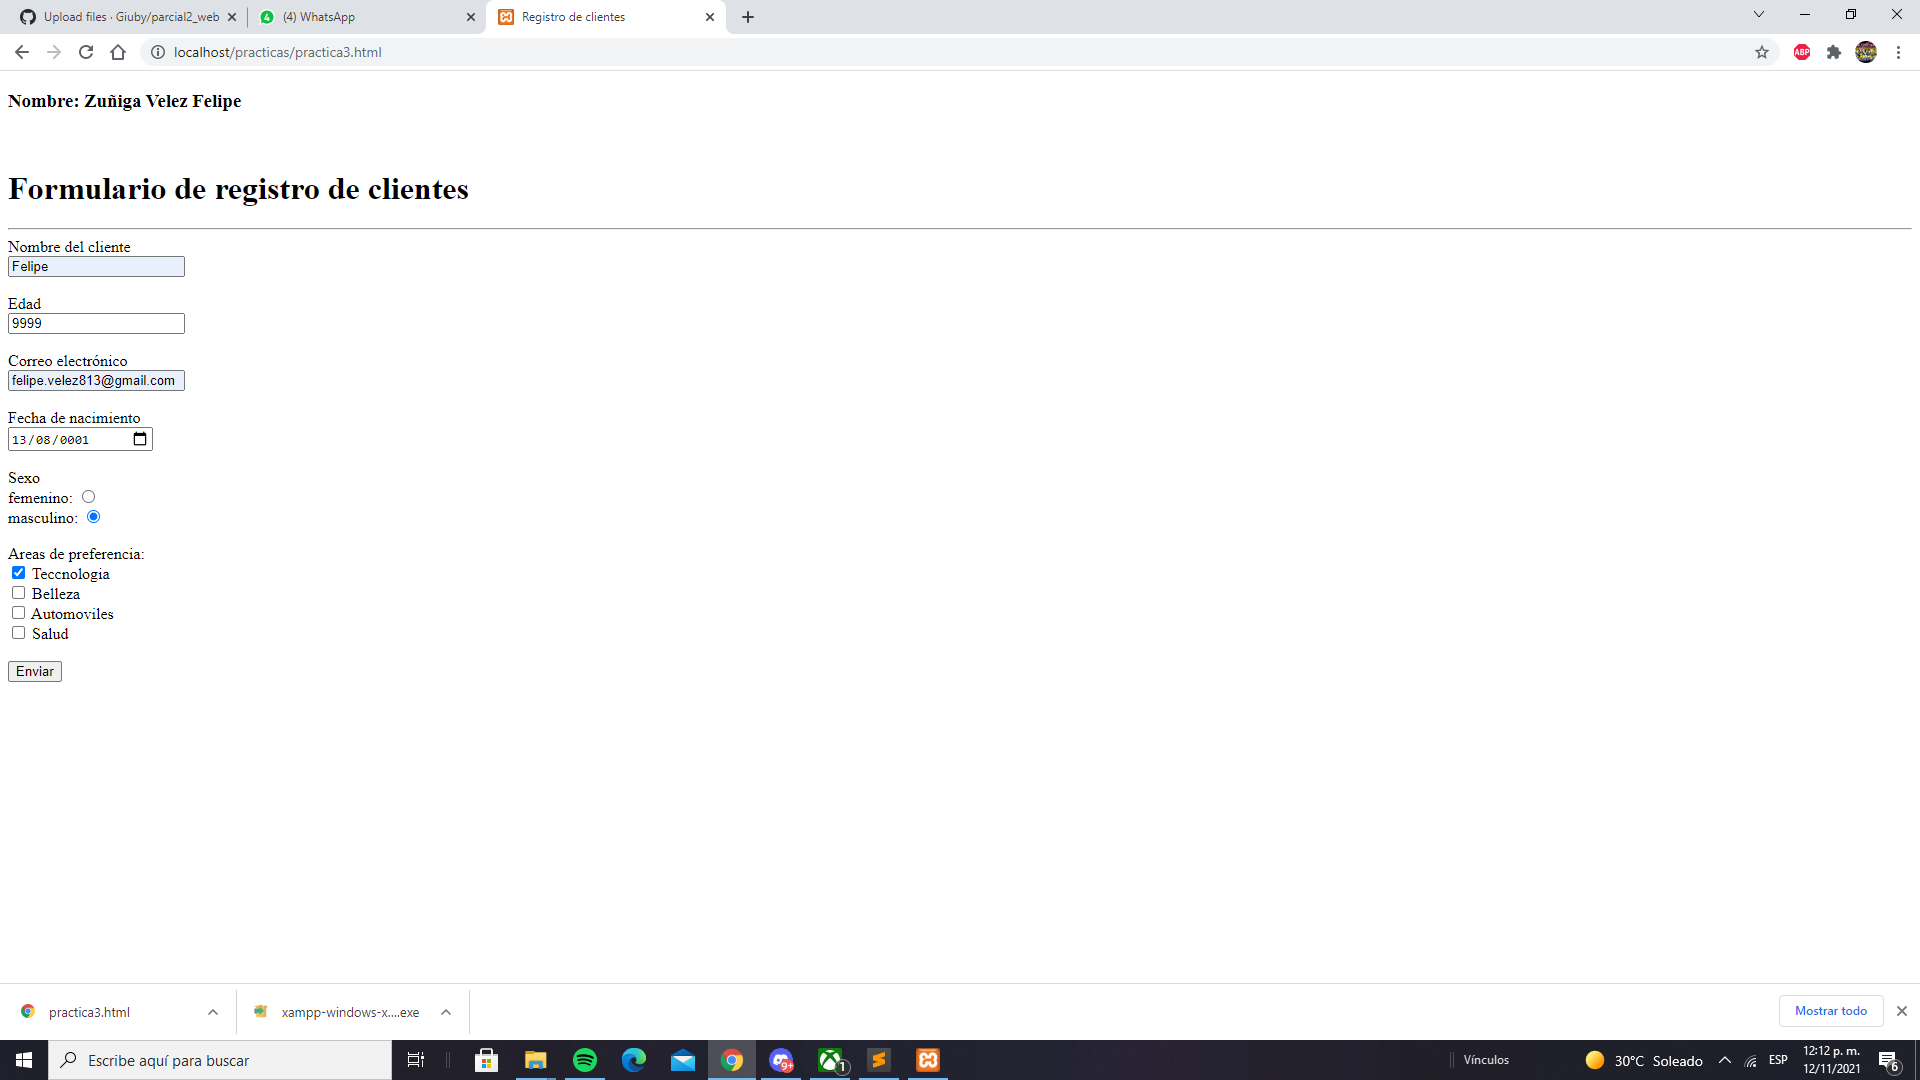 Upload files · Giuby/parcial2_web
(4) WhatsApp
Registro de clientes
localhost/practicas/practica3.html
ABP
Nombre: Zuñiga Velez Felipe
Formulario de registro de clientes
Nombre del cliente
Felipe
Edad
9999
Correo electrónico
felipe.velez813@gmail.com
Fecha de nacimiento
13/08/0001
Sexo
femenino:
masculino:
Areas de preferencia:
Teccnologia
Belleza
Automoviles
Salud
Enviar
practica3.html
xampp-windows-x....exe
Mostrar todo
Escribe aquí para buscar
9+
1
Vínculos
30°C Soleado
ESP
12:12 p. m.
12/11/2021
6